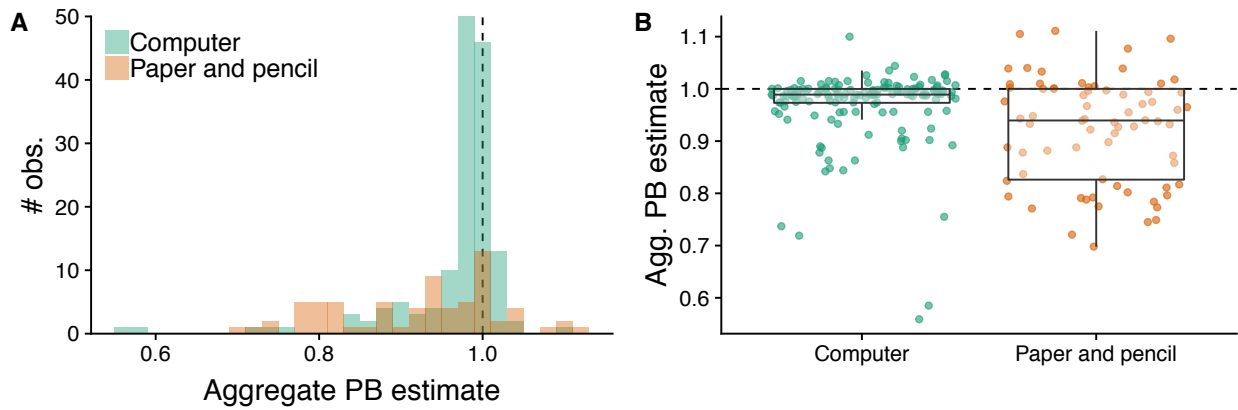 A
50
40
30
20
10
0
# obs.
Computer
Paper and pencil
0.6
0.8
1.0
Aggregate PB estimate
B
1.1
1.0
0.9
0.8
0.7
0.6
Agg. PB estimate
Computer
Paper and pencil